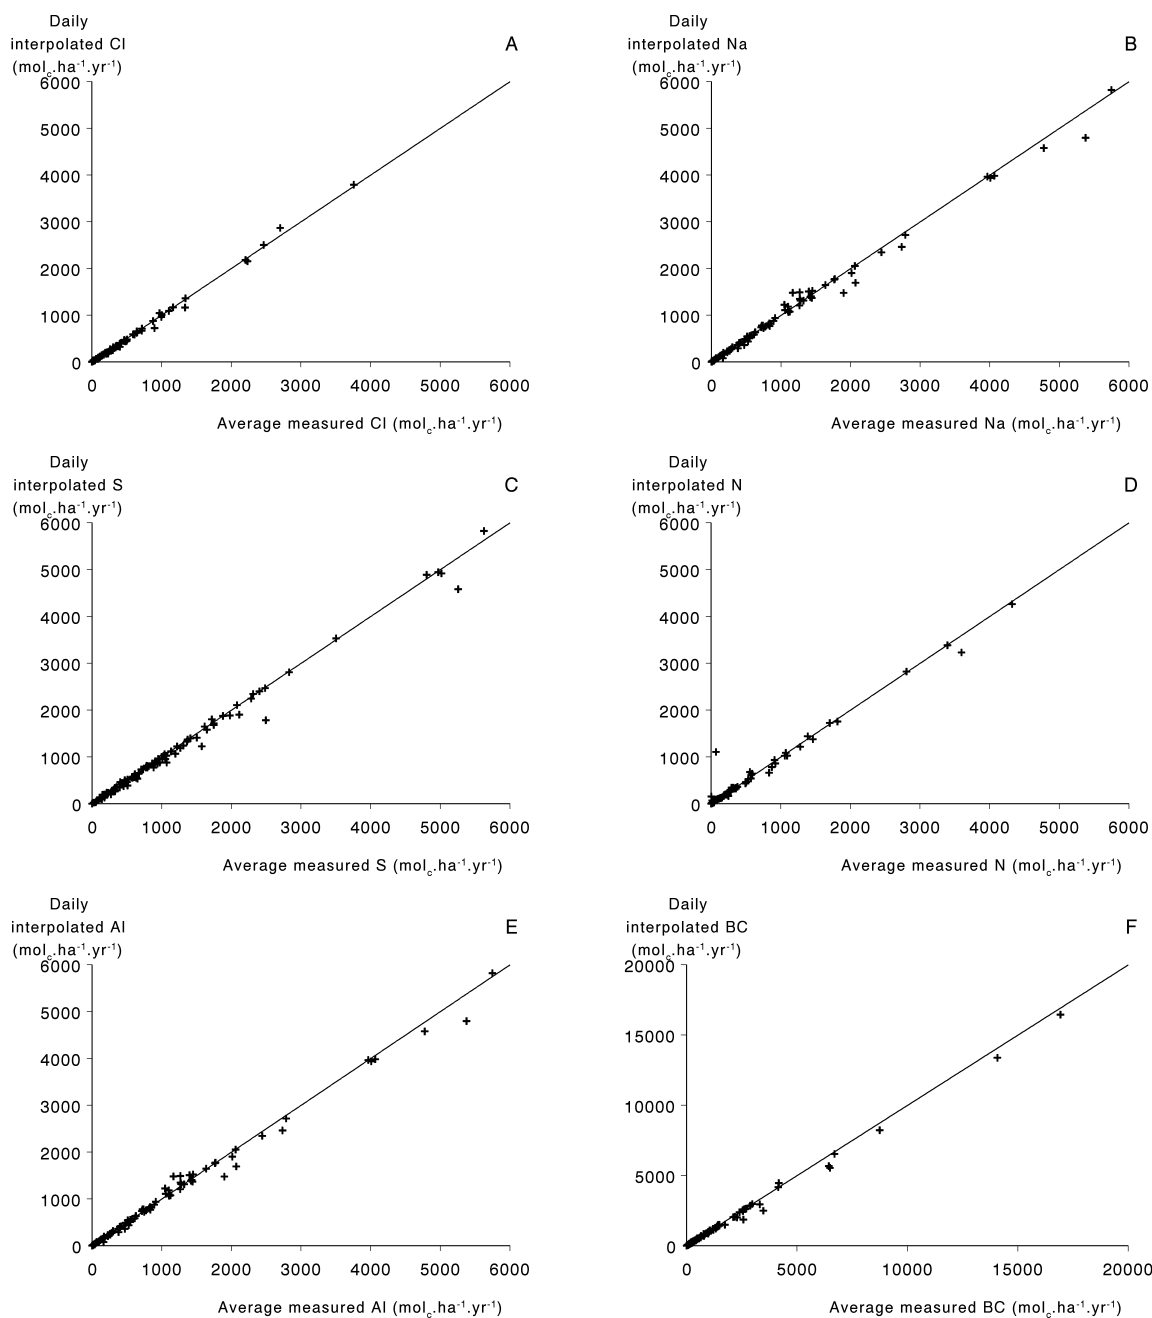 Daily
interpolated Cl
(molc.ha-1.yr-1)
A
6000
5000
4000
3000
2000
1000
0
0 1000 2000 3000 4000 5000 6000
Average measured Cl (molc.ha-1.yr-1)
Daily
interpolated Na
(molc.ha-1.yr-1)
B
6000
5000
4000
3000
2000
1000
0
0 1000 2000 3000 4000 5000 6000
Average measured Na (molc.ha-1.yr-1)
Daily
interpolated S
(molc.ha-1.yr-1)
C
6000
5000
4000
3000
2000
1000
0
0 1000 2000 3000 4000 5000 6000
Average measured S (molc.ha-1.yr-1)
Daily
interpolated N
(molc.ha-1.yr-1)
D
6000
5000
4000
3000
2000
1000
0
0 1000 2000 3000 4000 5000 6000
Average measured N (molc.ha-1.yr-1)
Daily
interpolated Al
(molc.ha-1.yr-1)
E
6000
5000
4000
3000
2000
1000
0
0 1000 2000 3000 4000 5000 6000
Average measured Al (molc.ha-1.yr-1)
Daily
interpolated BC
(molc.ha-1.yr-1)
F
20000
15000
10000
5000
0
0 5000 10000 15000 20000
Average measured BC (molc.ha-1.yr-1)